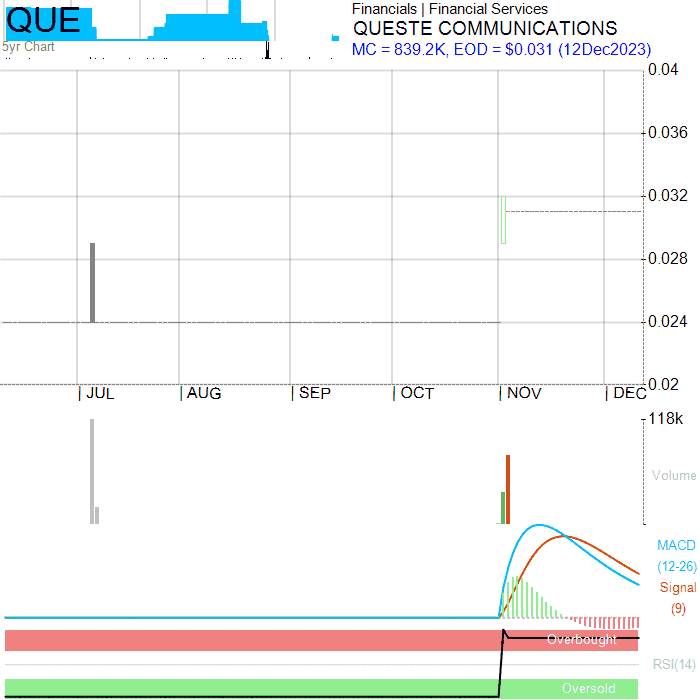 QUE
5yr Chart
Financials | Financial Services
QUESTE COMMUNICATIONS
MC = 839.2K, EOD = $0.031 (12Dec2023)
0.04
0.036
0.032
0.028
0.024
0.02
JUL AUG SEP OCT NOV DEC
118k
Volume
MACD
(12-26)
Signal
(9)
Overbought
RSI(14)
Oversold